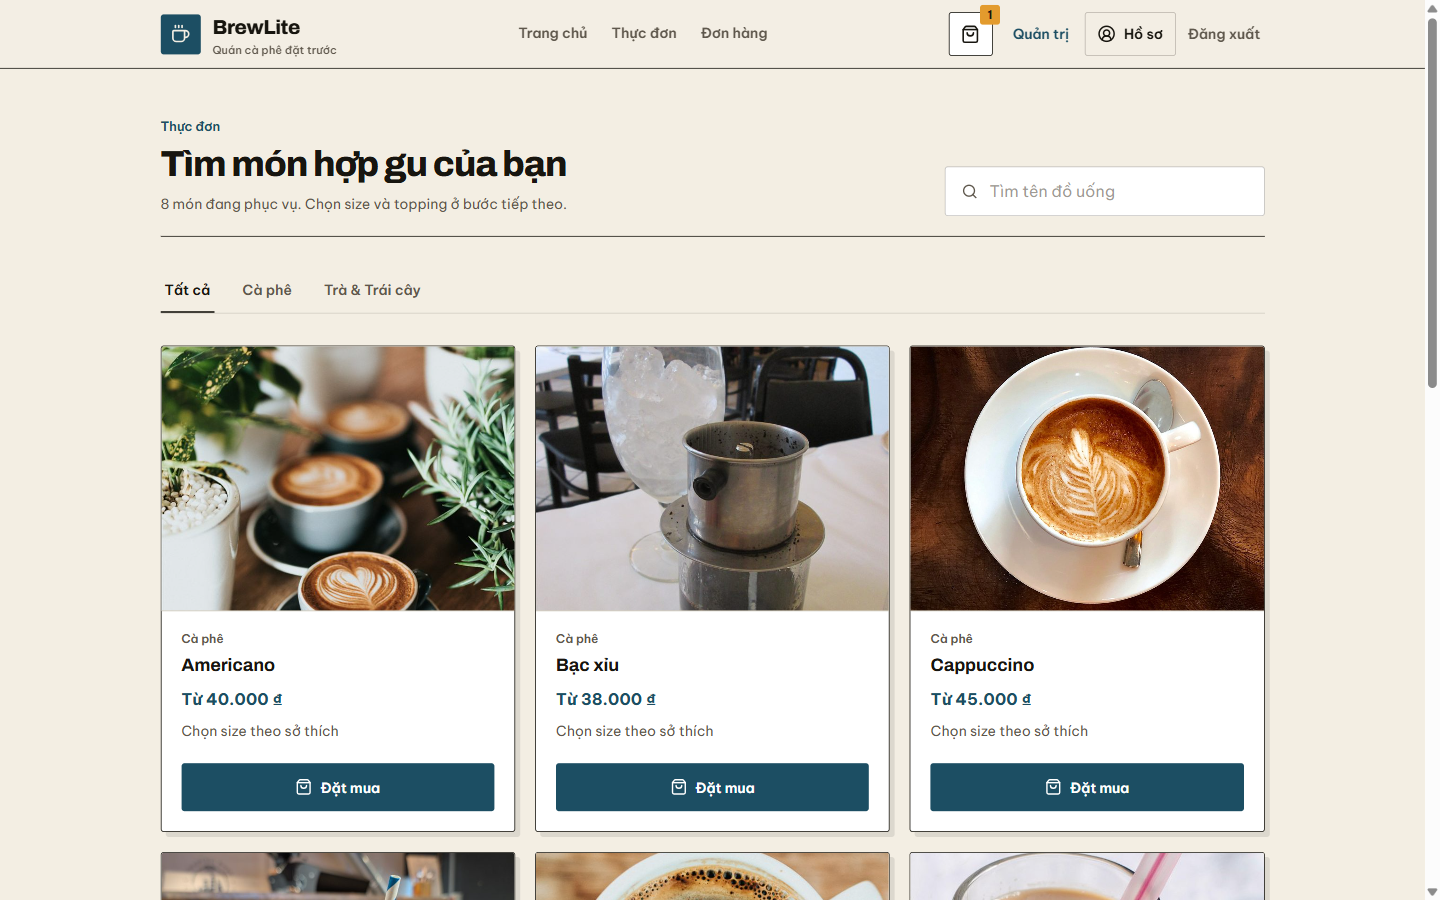 BrewLite
Quán cà phê đặt trước
Trang chủ
Thực đơn
Đơn hàng
1
Quản trị
Hồ sơ
Đăng xuất
Thực đơn
Tìm món hợp gu của bạn
8 món đang phục vụ. Chọn size và topping ở bước tiếp theo.
Tìm tên đồ uống
Tất cả
Cà phê
Trà & Trái cây
Cà phê
Americano
Từ 40.000 ₫
Chọn size theo sở thích
Đặt mua
Cà phê
Bạc xỉu
Từ 38.000 ₫
Chọn size theo sở thích
Đặt mua
Cà phê
Cappuccino
Từ 45.000 ₫
Chọn size theo sở thích
Đặt mua